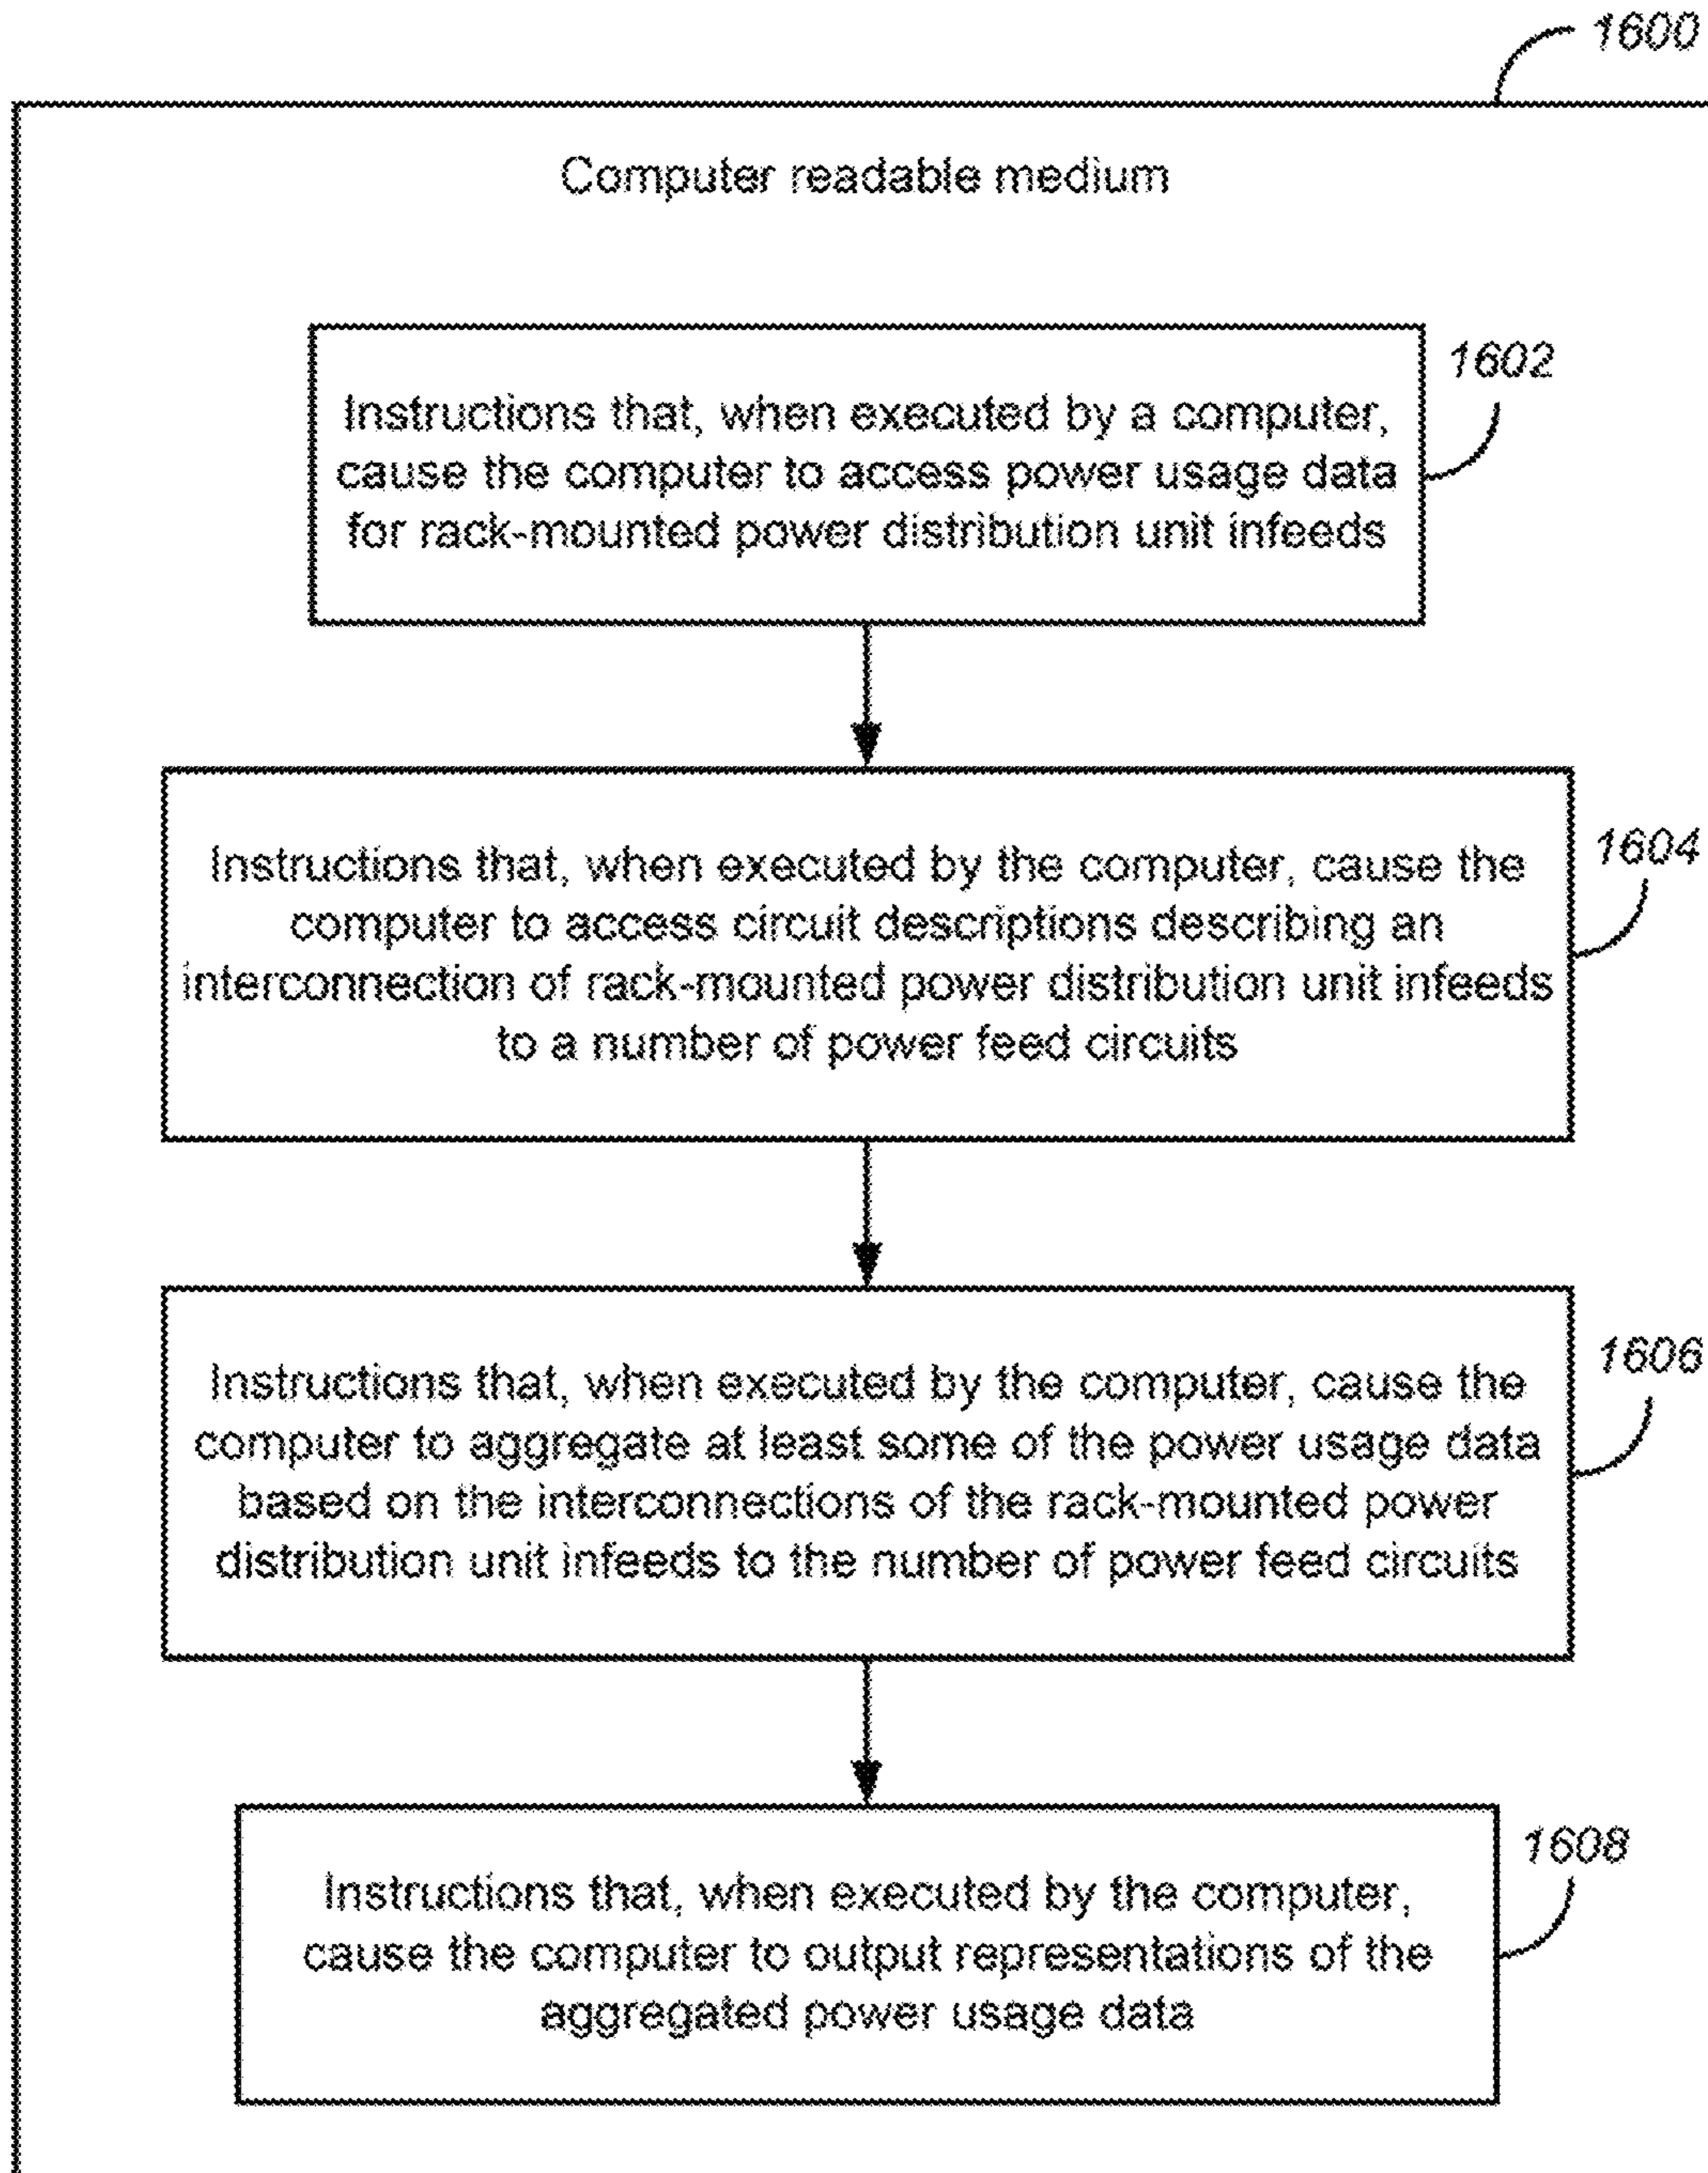 1600
Computer readable medium
1602
Instructions that, when executed by a computer,
cause the computer to access power usage data
for rack-mounted power distribution unit infeeds
1604
Instructions that, when executed by the computer, cause the
computer to access circuit descriptions describing an
interconnection of rack-mounted power distribution unit infeeds
to a number of power feed circuits
1606
Instructions that, when executed by the computer, cause the
computer to aggregate at least some of the power usage data
based on the interconnections of the rack-mounted power
distribution unit infeeds to the number of power feed circuits
1608
Instructions that, when executed by the computer,
cause the computer to output representations of the
aggregated power usage data